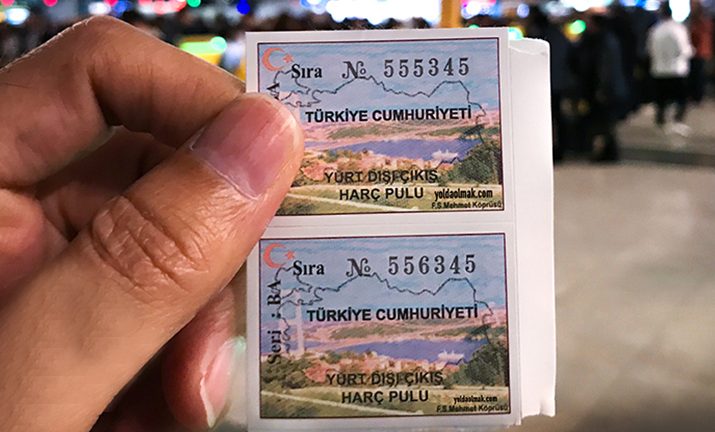 Sıra № 555345
TÜRKİYE CUMHURİYETİ
YURT DIŞI ÇIKIŞ
HARÇ PULU
yoldaolmak.com
F.S.Mehmet Köprüsü
Sıra № 556345
Seri : BA
TÜRKİYE CUMHURİYETİ
YURT DIŞI ÇIKIŞ
HARÇ PULU
yoldaolmak.com
F.S.Mehmet Köprüsü